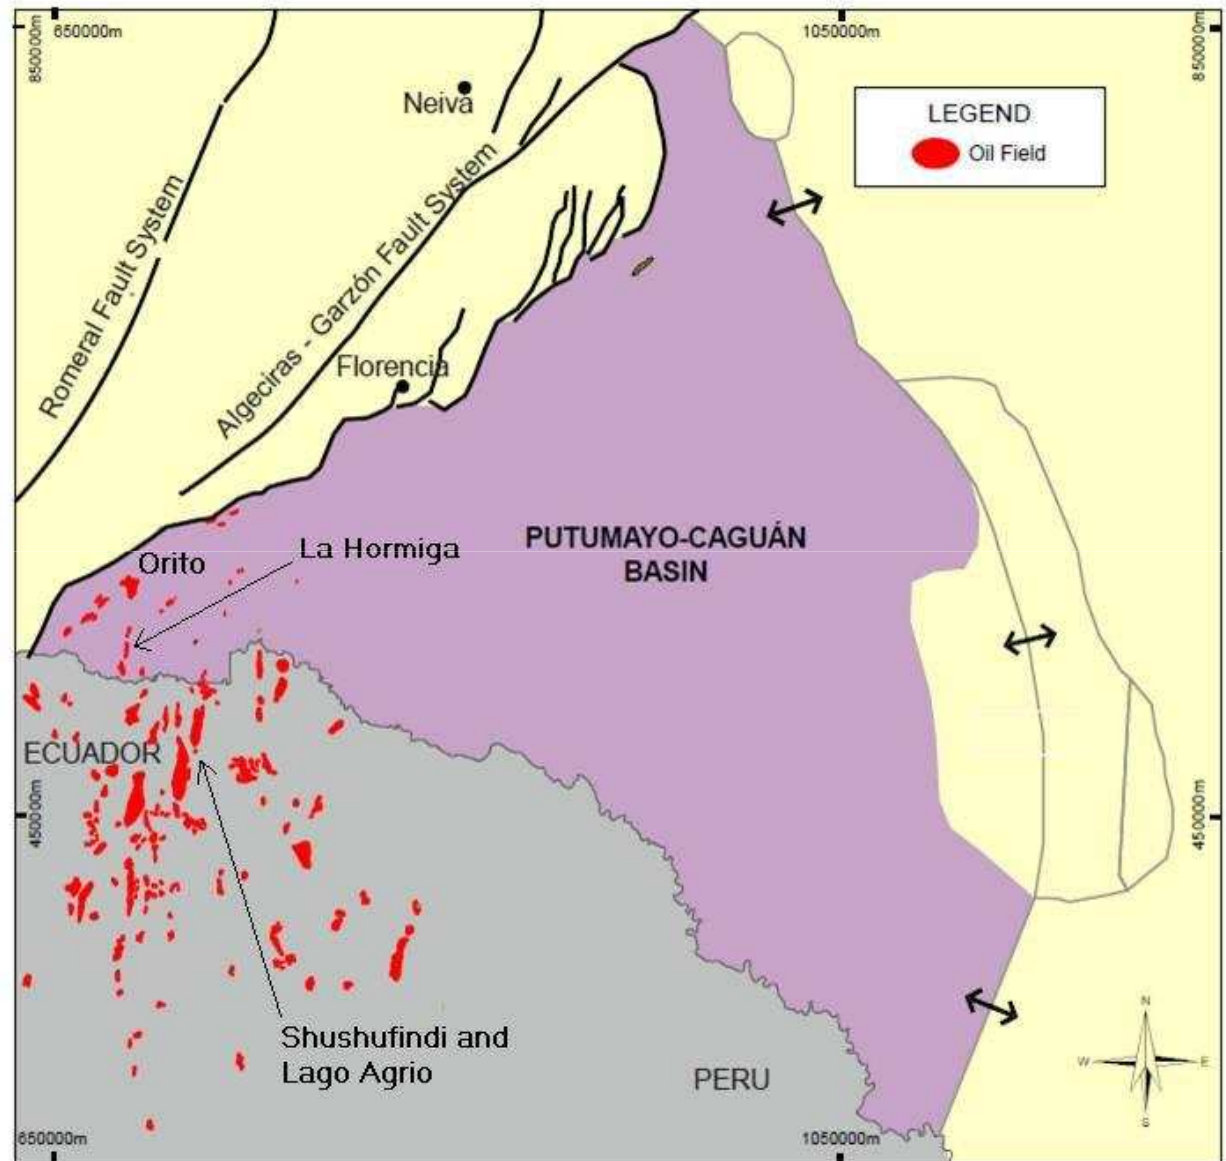 650000m
1050000m
850000m
850000m
LEGEND
Oil Field
Neiva
Romeral Fault System
Algeciras - Garzón Fault System
Florencia
PUTUMAYO-CAGUÁN
BASIN
La Hormiga
Orito
ECUADOR
450000m
450000m
Shushufindi and
Lago Agrio
PERU
N
W
E
S
650000m
1050000m